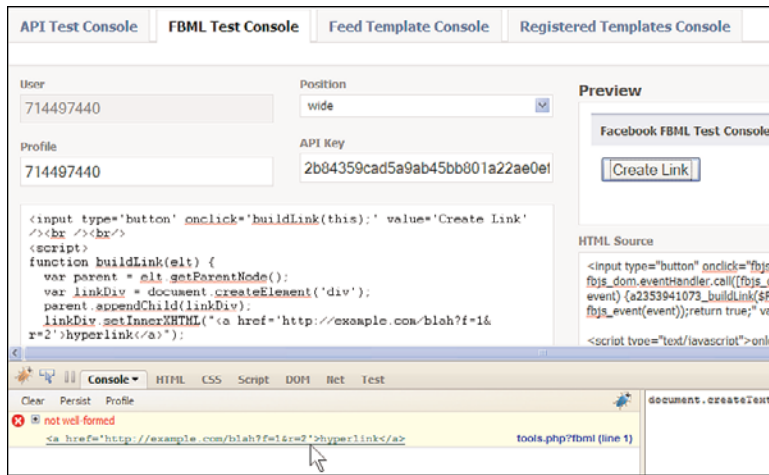 API Test Console
FBML Test Console
Feed Template Console
Registered Templates Console
User
714497440
Position
wide
Profile
714497440
API Key
2b84359cad5a9ab45bb801a22ae0ef
<input type='button' onclick='buildLink(this);' value='Create Link'
/><br /><br/>
<script>
function buildLink(elt) {
var parent = elt.getParentNode();
var linkDiv = document.createElement('div');
parent.appendChild(linkDiv);
linkDiv.setInnerXHTML("<a href='http://example.com/blah?f=1&
r=2'>hyperlink</a>");
Preview
Facebook FBML Test Console
Create Link
HTML Source
<input type="button" onclick="fbjs
fbjs_dom.eventHandler.call([fbjs_d
event) {a2353941073_buildLink($F
fbjs_event(event));return true;" va
<script type="text/javascript">onl
Console
HTML
CSS
Script
DOM
Net
Test
Clear
Persist
Profile
not well-formed
<a href='http://example.com/blah?f=1&r=2'>hyperlink</a>
tools.php?fbml (line 1)
document.createText